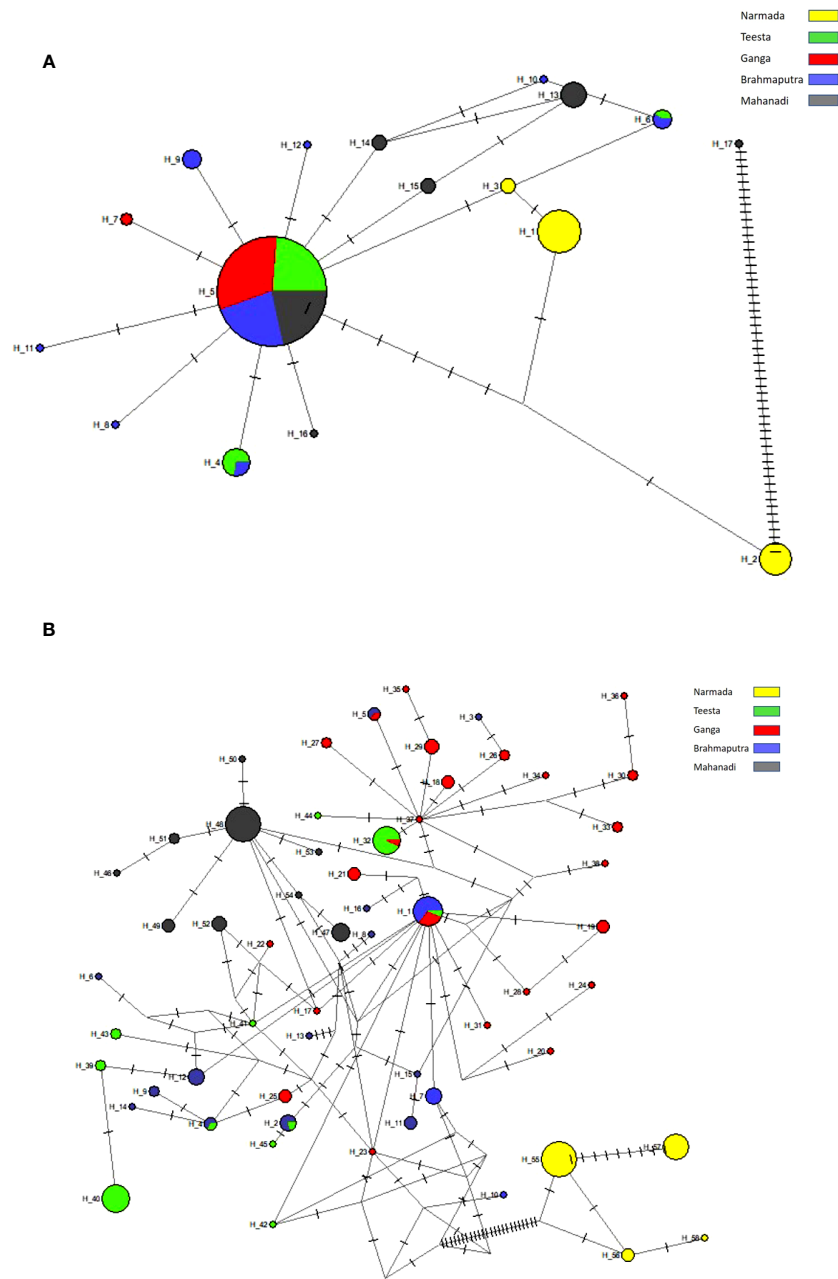 A
Narmada
Teesta
Ganga
Brahmaputra
Mahanadi
H_10
H_13
H_6
H_12
H_14
H_17
H_9
H_15
H_3
H_7
H_1
H_5
H_11
H_8
H_16
H_4
H_2
B
Narmada
Teesta
Ganga
Brahmaputra
Mahanadi
H_35
H_36
H_5
H_3
H_27
H_29
H_26
H_50
H_18
H_34
H_30
H_44
H_37
H_48
H_33
H_51
H_32
H_53
H_38
H_46
H_21
H_54
H_16
H_1
H_49
H_52
H_47
H_8
H_19
H_22
H_6
H_28
H_24
H_17
H_41
H_31
H_43
H_13
H_20
H_39
H_12
H_15
H_9
H_25
H_7
H_14
H_4
H_2
H_11
H_45
H_23
H_55
H_57
H_40
H_10
H_42
H_56
H_58